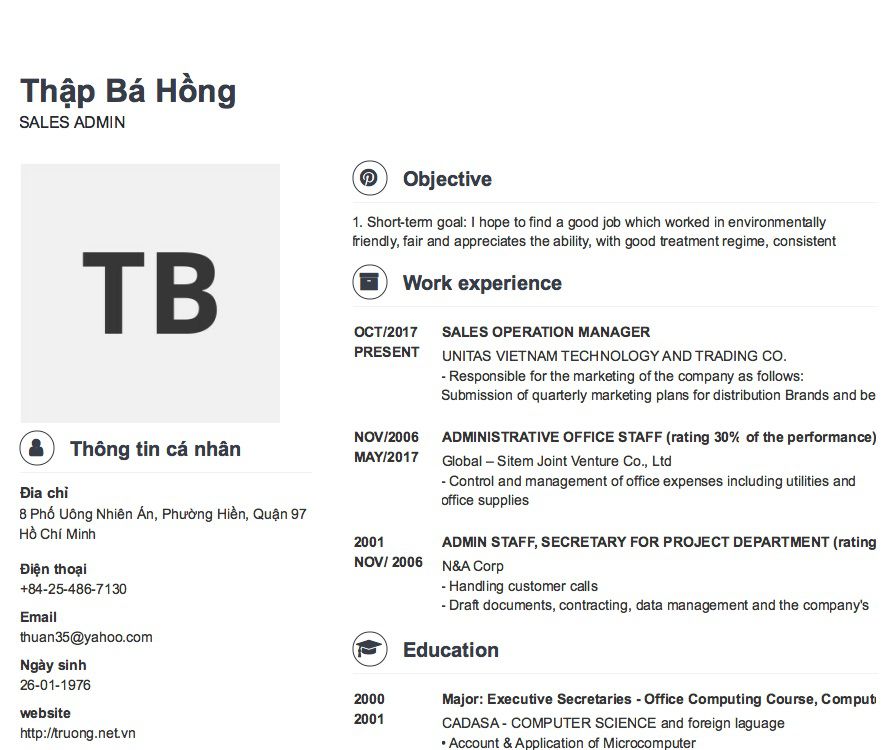 Thập Bá Hồng
SALES ADMIN
TB
Thông tin cá nhân
Đia chỉ
8 Phố Uông Nhiên Án, Phường Hiền, Quận 97
Hồ Chí Minh
Điện thoại
+84-25-486-7130
Email
thuan35@yahoo.com
Ngày sinh
26-01-1976
website
http://truong.net.vn
Objective
1. Short-term goal: I hope to find a good job which worked in environmentally
friendly, fair and appreciates the ability, with good treatment regime, consistent
Work experience
OCT/2017
PRESENT
SALES OPERATION MANAGER
UNITAS VIETNAM TECHNOLOGY AND TRADING CO.
- Responsible for the marketing of the company as follows:
Submission of quarterly marketing plans for distribution Brands and be
NOV/2006
MAY/2017
ADMINISTRATIVE OFFICE STAFF (rating 30% of the performance)
Global – Sitem Joint Venture Co., Ltd
- Control and management of office expenses including utilities and
office supplies
2001
NOV/ 2006
ADMIN STAFF, SECRETARY FOR PROJECT DEPARTMENT (rating
N&A Corp
- Handling customer calls
- Draft documents, contracting, data management and the company's
Education
2000
2001
Major: Executive Secretaries - Office Computing Course, Comput
CADASA - COMPUTER SCIENCE and foreign laguage
• Account & Application of Microcomputer